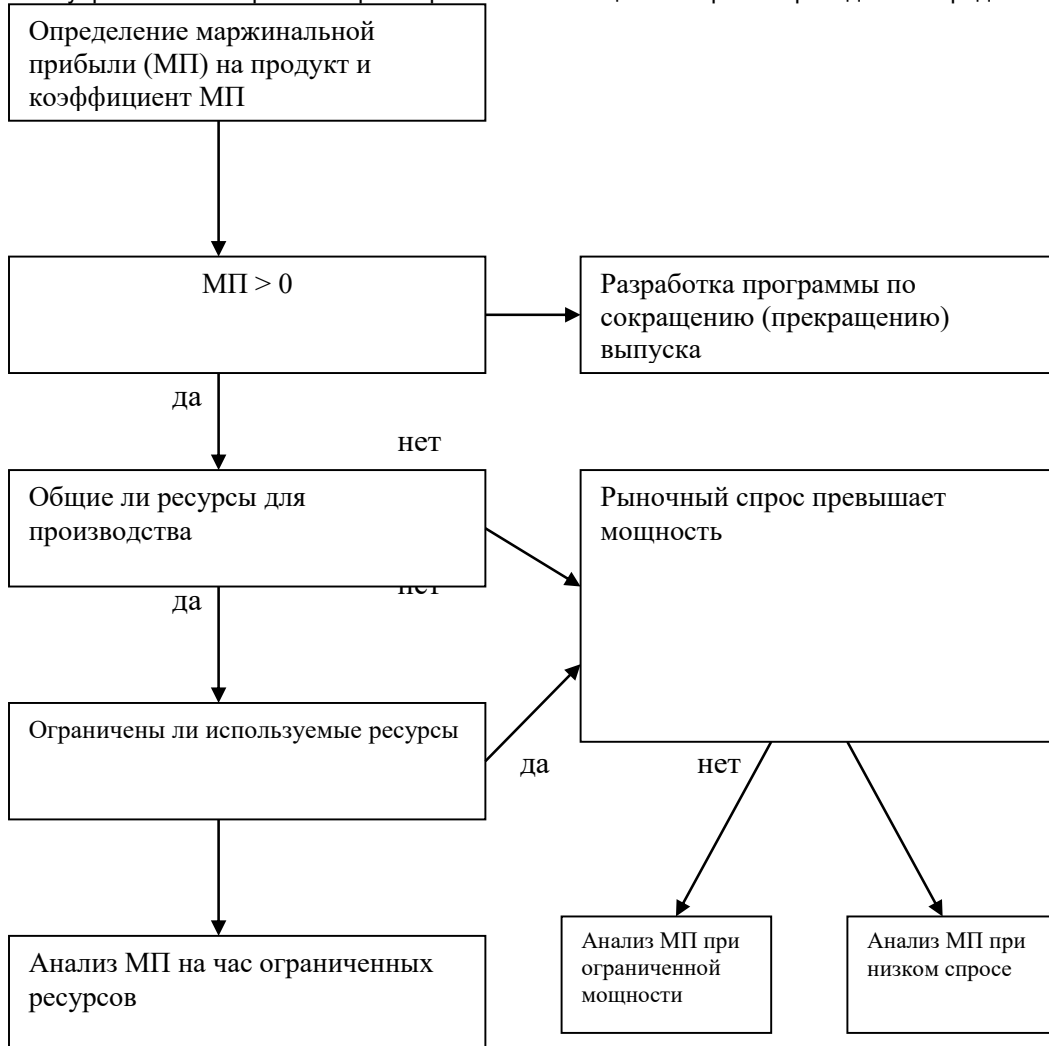 Определение маржинальной
прибыли (МП) на продукт и
коэффициент МП
МП > 0
Разработка программы по
сокращению (прекращению)
выпуска
да
нет
Общие ли ресурсы для
производства
Рыночный спрос превышает
мощность
да
нет
Ограничены ли используемые ресурсы
да
нет
Анализ МП на час ограниченных
ресурсов
Анализ МП при
ограниченной
мощности
Анализ МП при
низком спросе